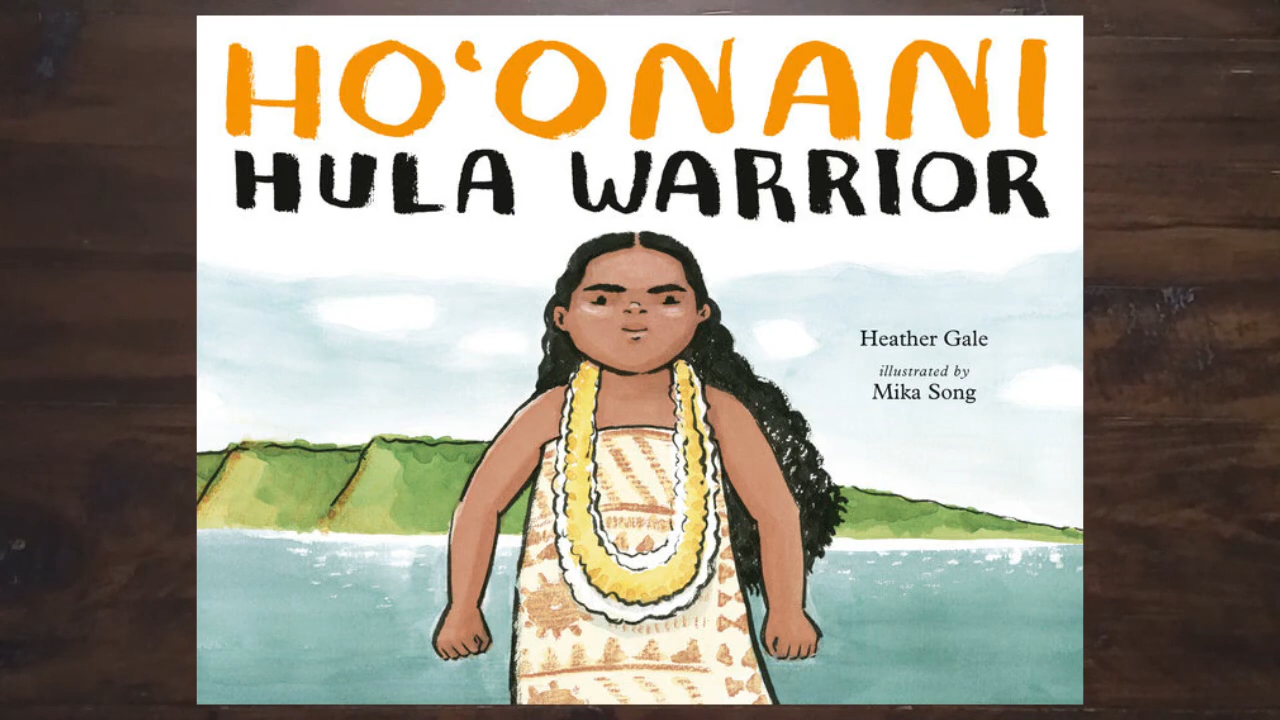 HO‘ONANI
HULA WARRIOR
Heather Gale
illustrated by
Mika Song